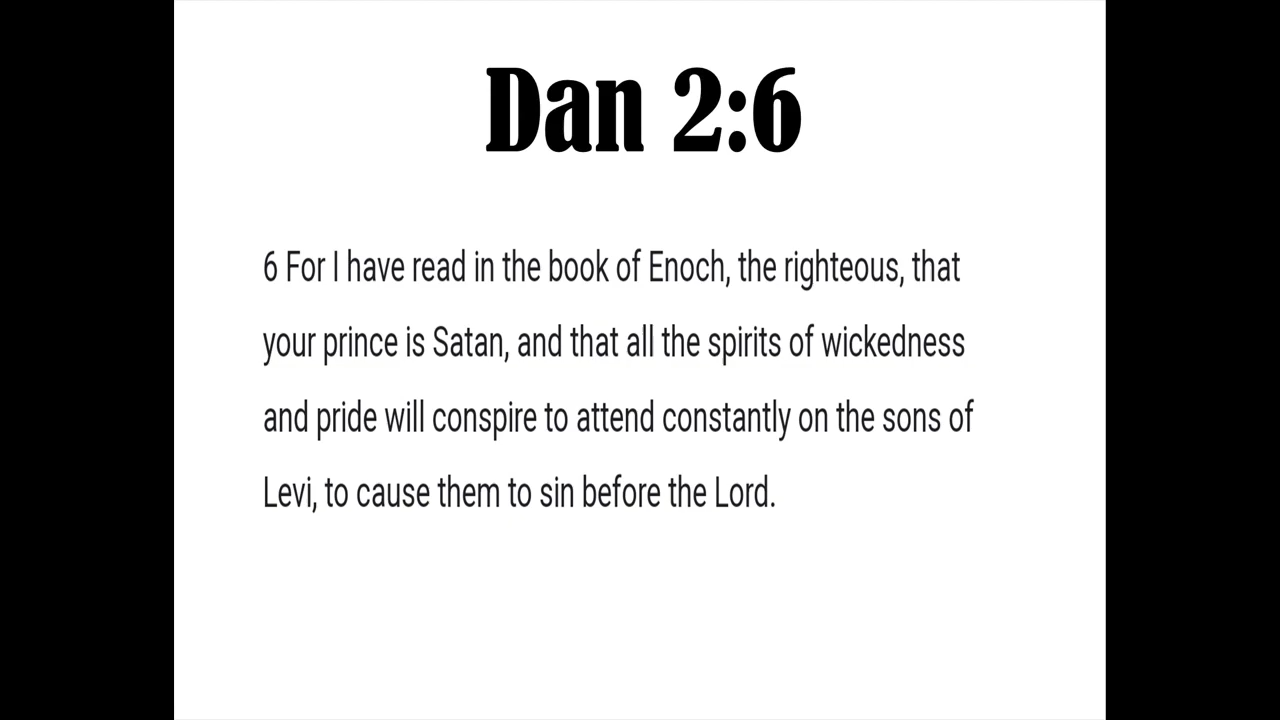 Dan 2:6
6 For I have read in the book of Enoch, the righteous, that
your prince is Satan, and that all the spirits of wickedness
and pride will conspire to attend constantly on the sons of
Levi, to cause them to sin before the Lord.